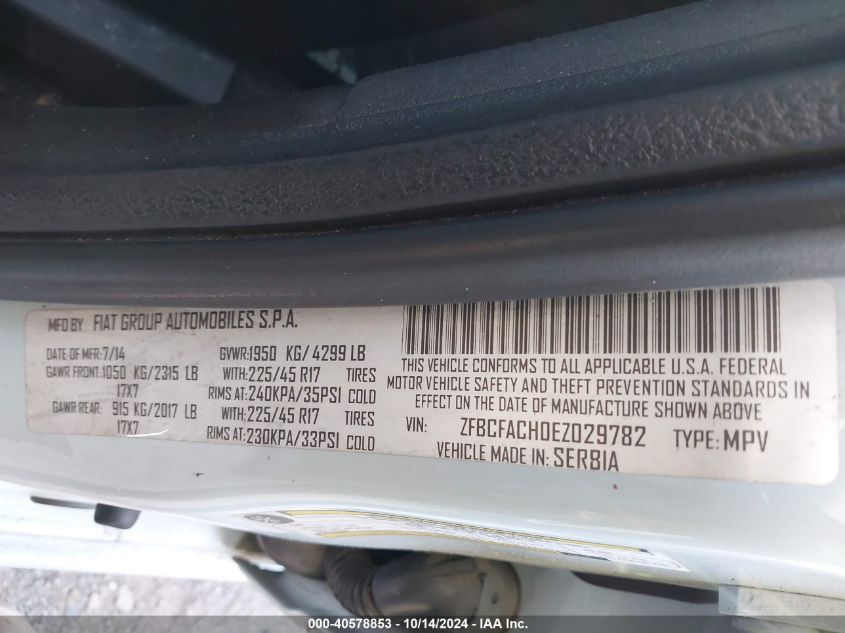 MFD BY FIAT GROUP AUTOMOBILES S.P.A.
DATE OF MFR:7/14 GVWR:1950 KG/ 4299 LB
GAWR FRONT:1050 KG/2315 LB WITH:225/45 R17 TIRES
17X7 RIMS AT: 240KPA/35PSI COLD
GAWR REAR: 915 KG/2017 LB WITH:225/45 R17 TIRES
17X7 RIMS AT: 230KPA/33PSI COLD
THIS VEHICLE CONFORMS TO ALL APPLICABLE U.S.A. FEDERAL
MOTOR VEHICLE SAFETY AND THEFT PREVENTION STANDARDS IN
EFFECT ON THE DATE OF MANUFACTURE SHOWN ABOVE
VIN: ZFBCFACH0EZ029782 TYPE: MPV
VEHICLE MADE IN: SERBIA
000-40578853 - 10/14/2024 - IAA Inc.